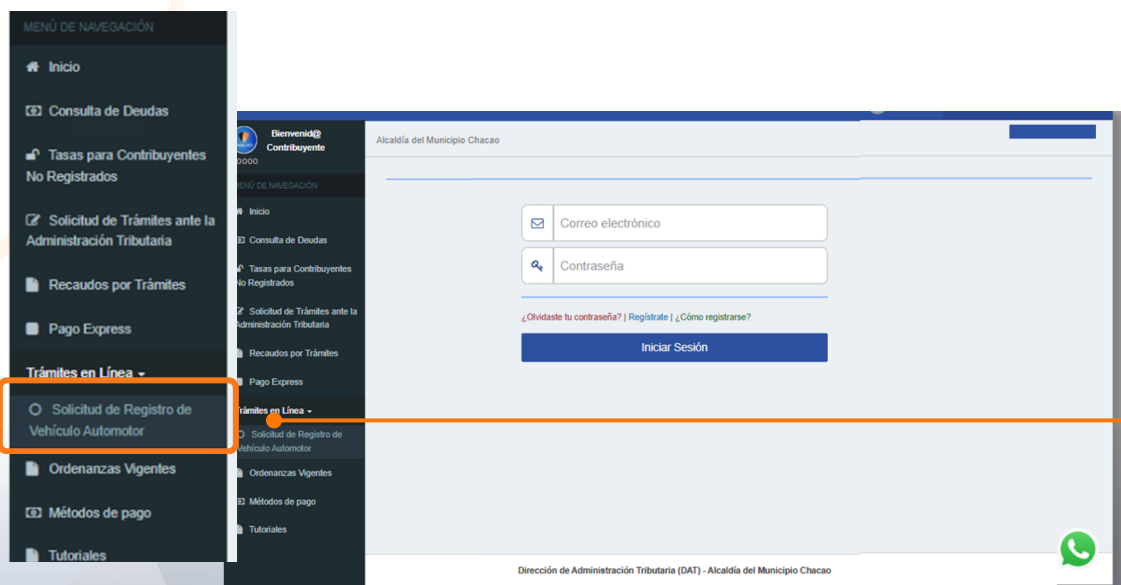 MENÚ DE NAVEGACIÓN
Inicio
Consulta de Deudas
Tasas para Contribuyentes
No Registrados
Solicitud de Trámites ante la
Administración Tributaria
Recaudos por Trámites
Pago Express
Trámites en Línea
Solicitud de Registro de
Vehículo Automotor
Ordenanzas Vigentes
Métodos de pago
Tutoriales
Bienvenid@
Contribuyente
0000
MENÚ DE NAVEGACIÓN
Inicio
Consulta de Deudas
Tasas para Contribuyentes
No Registrados
Solicitud de Trámites ante la
Administración Tributaria
Recaudos por Trámites
Pago Express
Trámites en Línea
Solicitud de Registro de
Vehículo Automotor
Ordenanzas Vigentes
Métodos de pago
Tutoriales
Alcaldía del Municipio Chacao
Correo electrónico
Contraseña
¿Olvidaste tu contraseña? | Regístrate | ¿Cómo registrarse?
Iniciar Sesión
Dirección de Administración Tributaria (DAT) - Alcaldía del Municipio Chacao